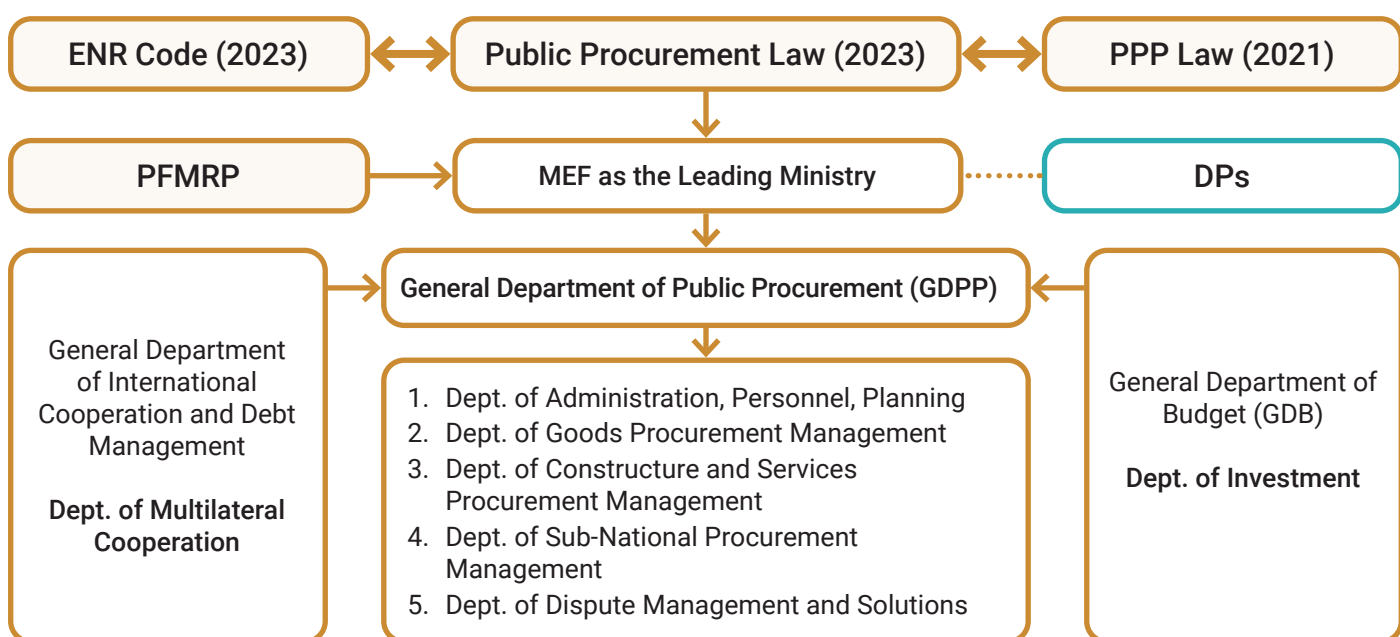 ENR Code (2023)
Public Procurement Law (2023)
PPP Law (2021)
PFMRP
MEF as the Leading Ministry
DPs
General Department of Public Procurement (GDPP)
General Department
of International
Cooperation and Debt
Management
Dept. of Multilateral
Cooperation
1. Dept. of Administration, Personnel, Planning
2. Dept. of Goods Procurement Management
3. Dept. of Constructure and Services
Procurement Management
4. Dept. of Sub-National Procurement
Management
5. Dept. of Dispute Management and Solutions
General Department of
Budget (GDB)
Dept. of Investment